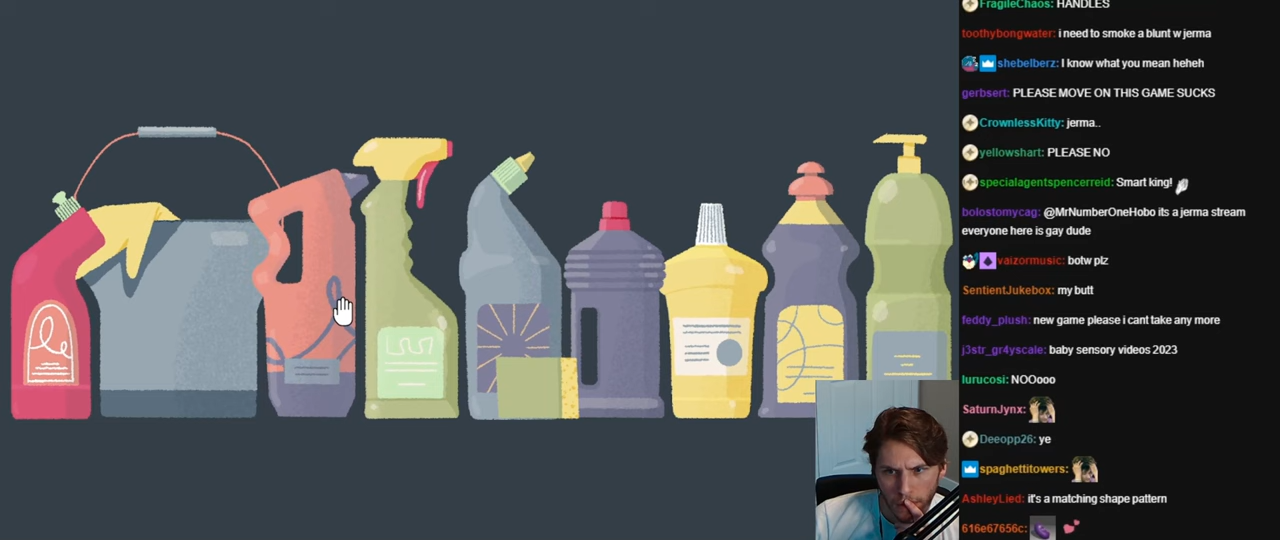 FragileChaos: HANDLES
toothybongwater: i need to smoke a blunt w jerma
shebelberz: I know what you mean heheh
gerbsert: PLEASE MOVE ON THIS GAME SUCKS
CrownlessKitty: jerma..
yellowshart: PLEASE NO
specialagentspencerreid: Smart king!
bolostomycag: @MrNumberOneHobo its a jerma stream
everyone here is gay dude
vaizormusic: botw plz
SentientJukebox: my butt
feddy_plush: new game please i cant take any more
j3str_gr4yscale: baby sensory videos 2023
lurucosi: NOOooo
SaturnJynx:
Deeopp26: ye
spaghettitowers:
AshleyLied: it's a matching shape pattern
616e67656c: